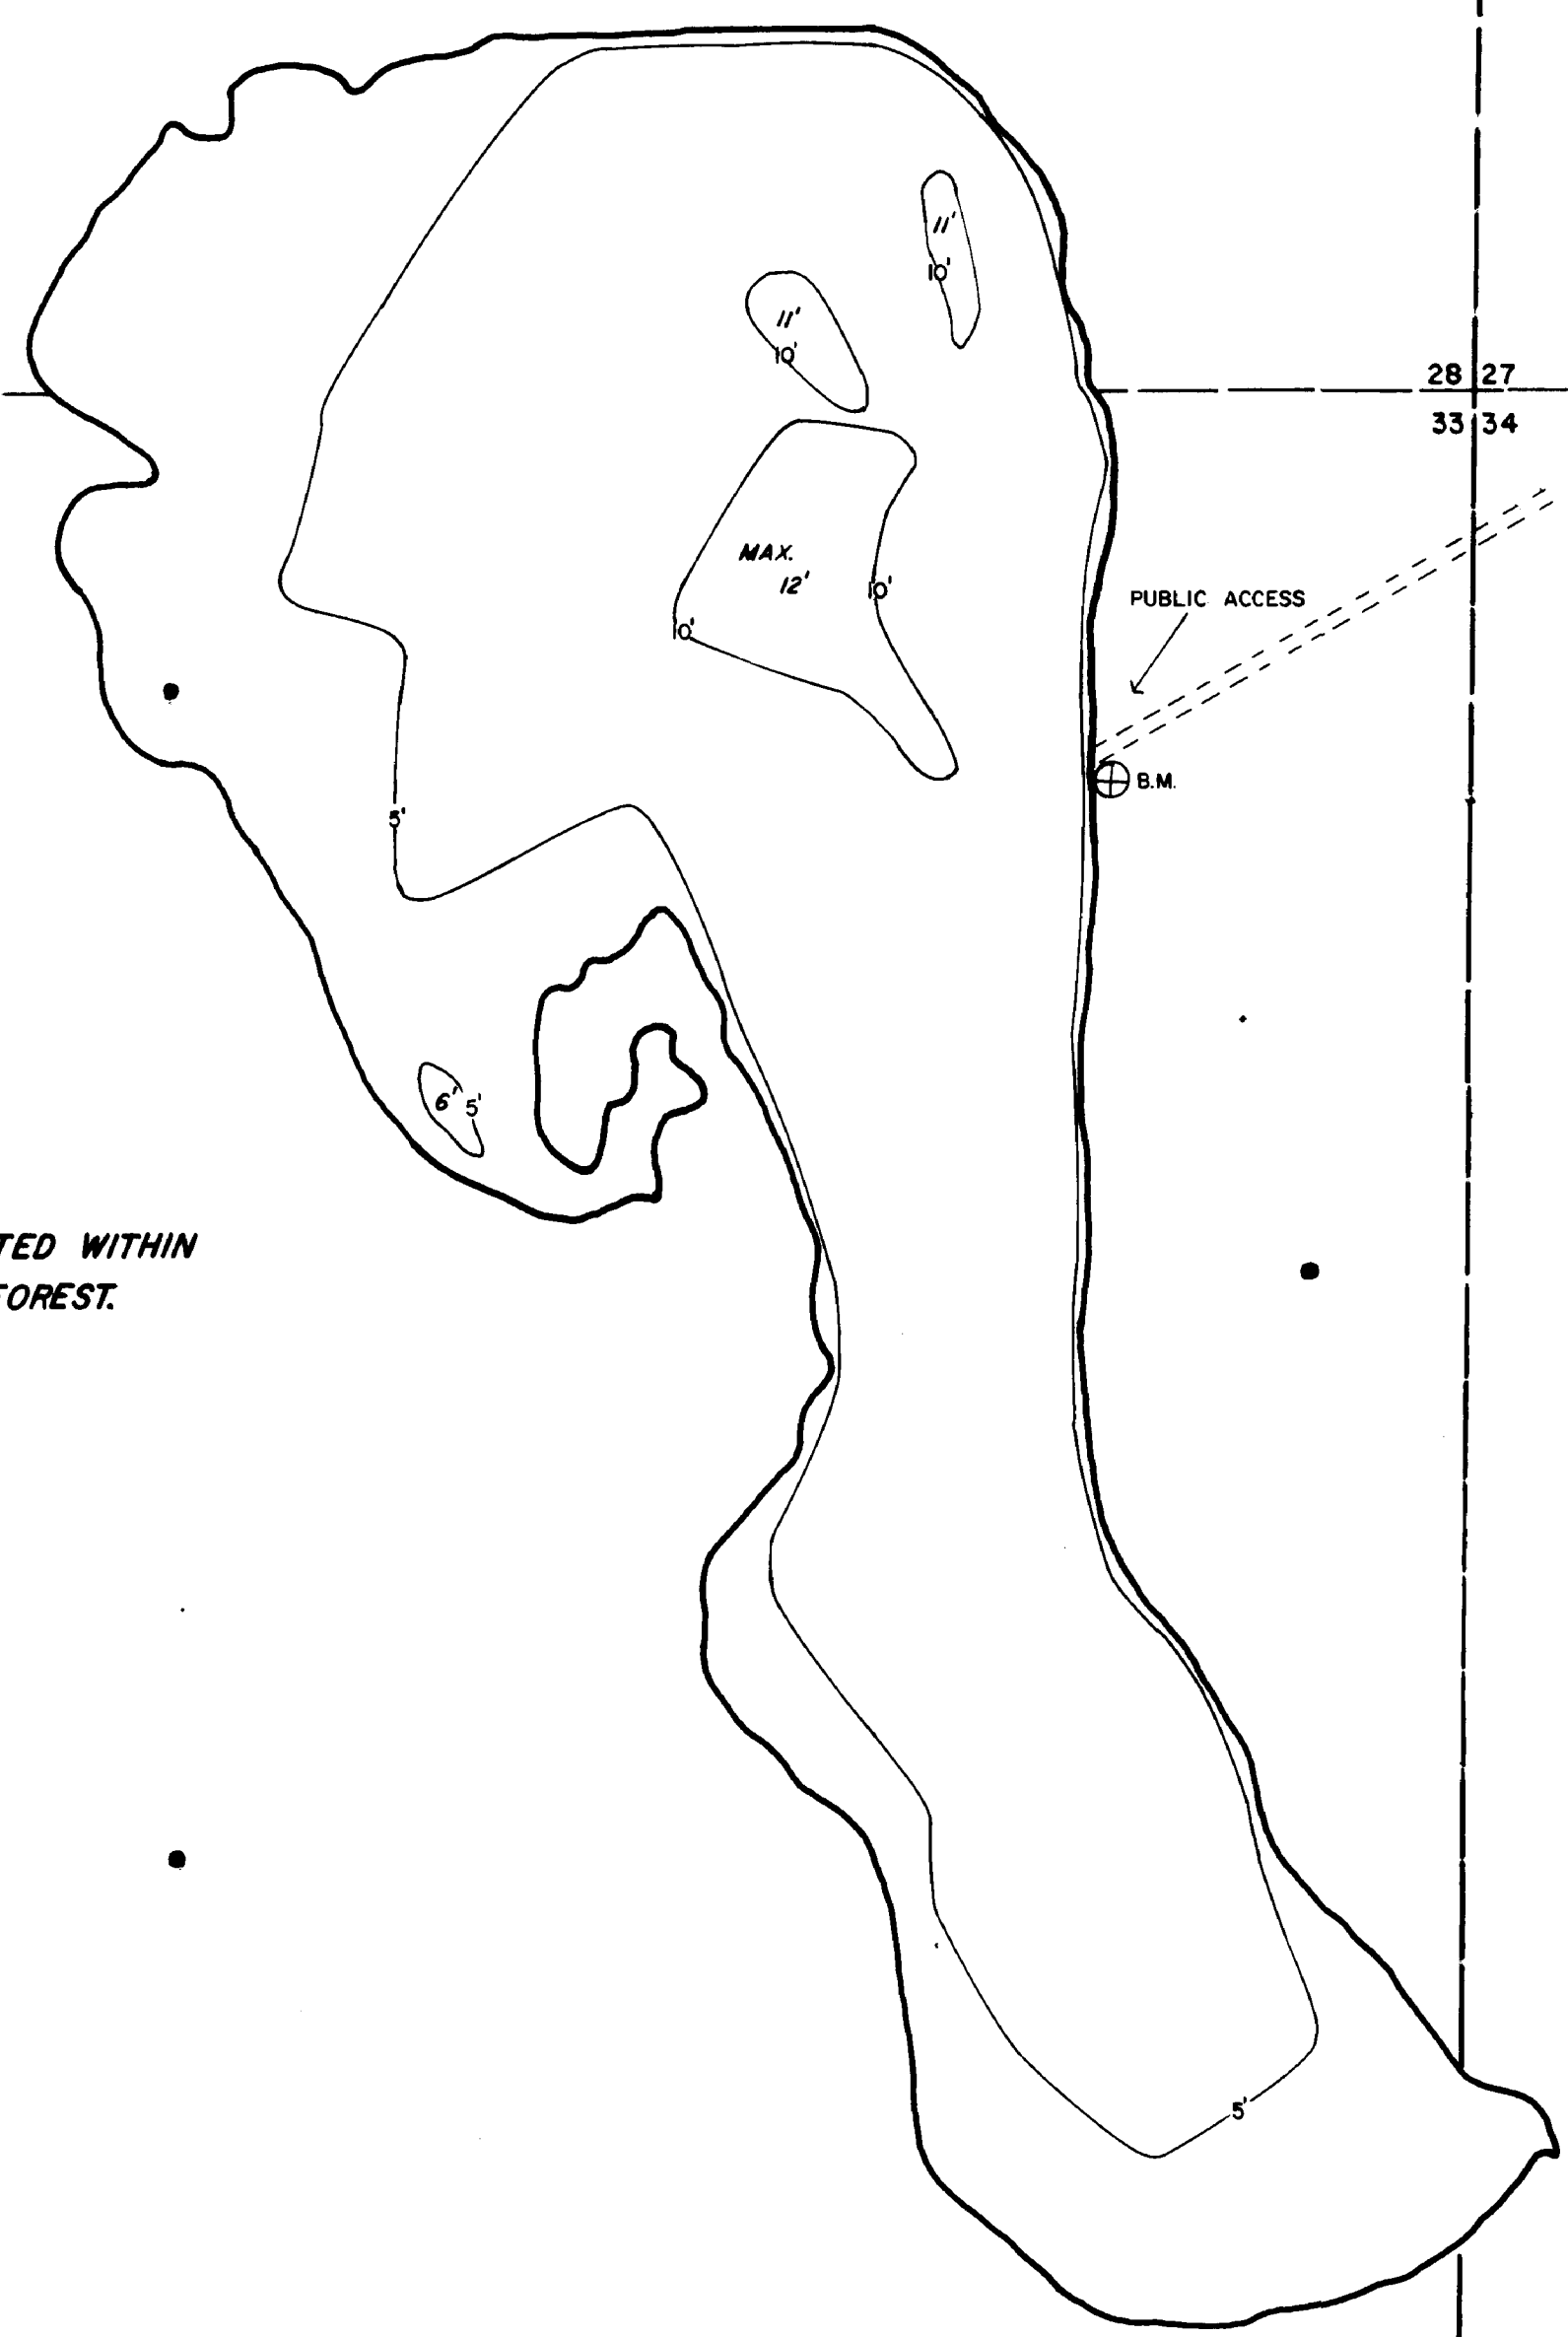 11'
10'
11'
10'
28 27
33 34
MAX.
12'
10'
10'
PUBLIC ACCESS
B.M.
5'
6' 5'
TED WITHIN
FOREST.
5'